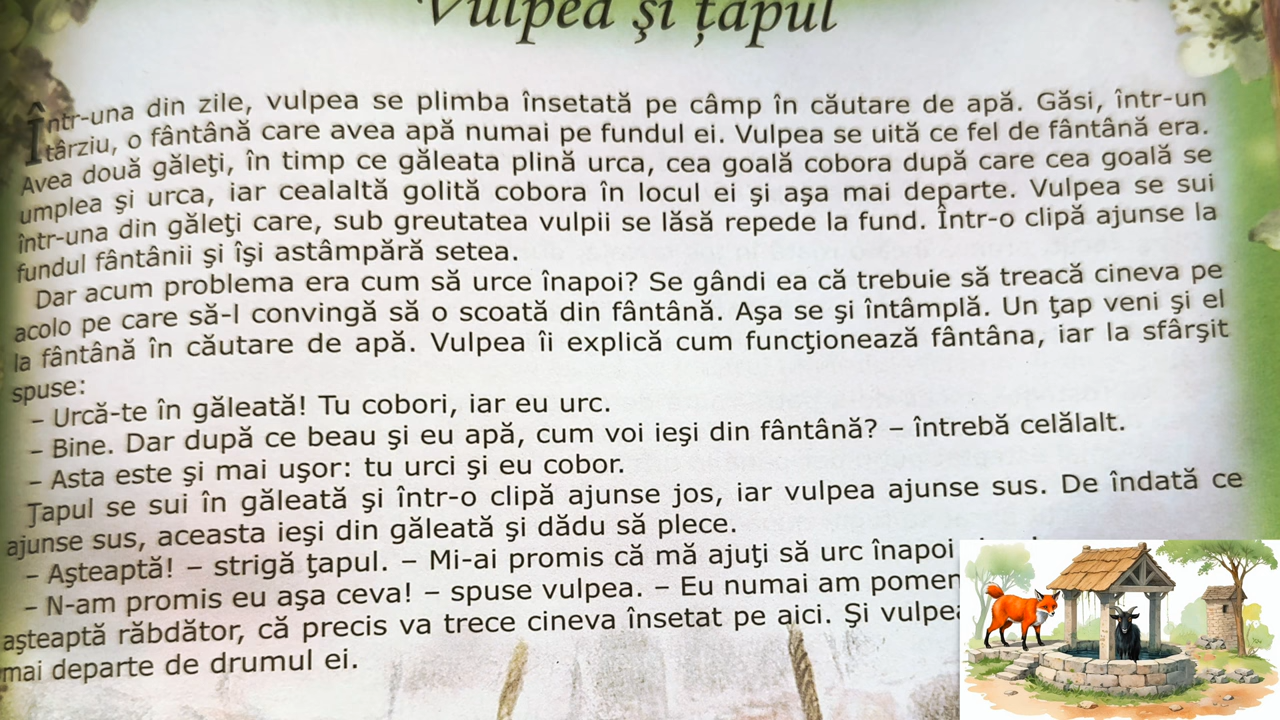 Vulpea şi ţapul
Într-una din zile, vulpea se plimba însetată pe câmp în căutare de apă. Găsi, într-un
târziu, o fântână care avea apă numai pe fundul ei. Vulpea se uită ce fel de fântână era.
Avea două găleţi, în timp ce găleata plină urca, cea goală cobora după care cea goală se
umplea şi urca, iar cealaltă golită cobora în locul ei şi aşa mai departe. Vulpea se sui
într-una din găleţi care, sub greutatea vulpii se lăsă repede la fund. Într-o clipă ajunse la
fundul fântânii şi îşi astâmpără setea.
Dar acum problema era cum să urce înapoi? Se gândi ea că trebuie să treacă cineva pe
acolo pe care să-l convingă să o scoată din fântână. Aşa se şi întâmplă. Un ţap veni şi el
la fântână în căutare de apă. Vulpea îi explică cum funcţionează fântâna, iar la sfârşit
spuse:
– Urcă-te în găleată! Tu cobori, iar eu urc.
– Bine. Dar după ce beau şi eu apă, cum voi ieşi din fântână? – întrebă celălalt.
– Asta este şi mai uşor: tu urci şi eu cobor.
Ţapul se sui în găleată şi într-o clipă ajunse jos, iar vulpea ajunse sus. De îndată ce
ajunse sus, aceasta ieşi din găleată şi dădu să plece.
– Aşteaptă! – strigă ţapul. – Mi-ai promis că mă ajuţi să urc înapoi
– N-am promis eu aşa ceva! – spuse vulpea. – Eu numai am
aşteaptă răbdător, că precis va trece cineva însetat pe aici. Şi vulpea
mai departe de drumul ei.